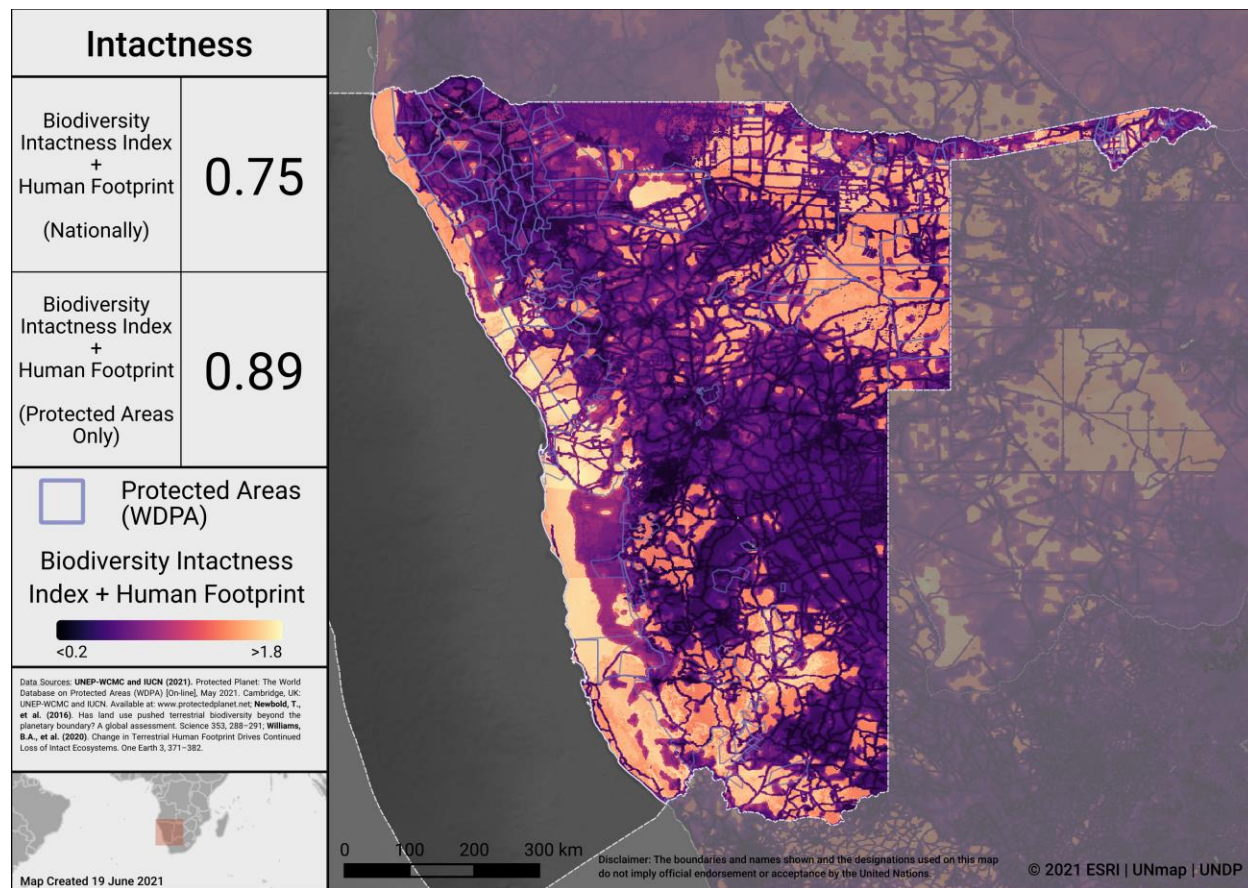 Intactness
Biodiversity
Intactness Index
+
Human Footprint
(Nationally)
0.75
Biodiversity
Intactness Index
+
Human Footprint
(Protected Areas
Only)
0.89
Protected Areas
(WDPA)
Biodiversity Intactness
Index + Human Footprint
<0.2
>1.8
Data Sources: UNEP-WCMC and IUCN (2021). Protected Planet: The World
Database on Protected Areas (WDPA) [On-line], May 2021. Cambridge, UK:
UNEP-WCMC and IUCN. Available at: www.protectedplanet.net; Newbold, T.,
et al. (2016). Has land use pushed terrestrial biodiversity beyond the
planetary boundary? A global assessment. Science 353, 288–291; Williams,
B.A., et al. (2020). Change in Terrestrial Human Footprint Drives Continued
Loss of Intact Ecosystems. One Earth 3, 371–382.
Map Created 19 June 2021
0 100 200 300 km
Disclaimer: The boundaries and names shown and the designations used on this map
do not imply official endorsement or acceptance by the United Nations.
© 2021 ESRI | UNmap | UNDP